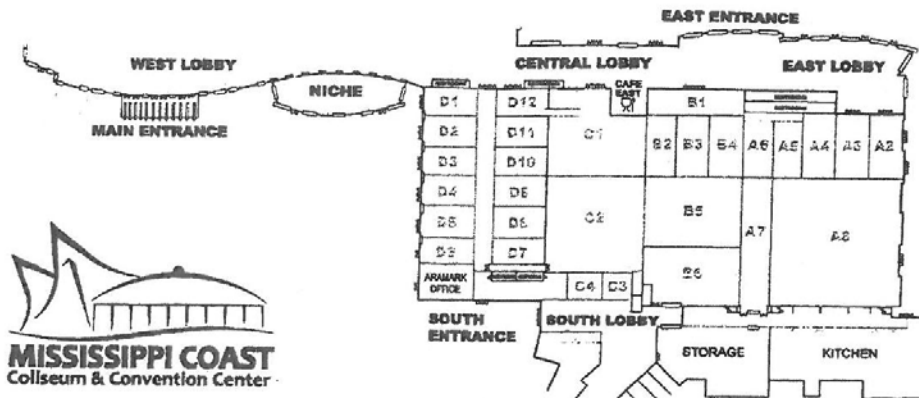 EAST ENTRANCE
WEST LOBBY
CENTRAL LOBBY
EAST LOBBY
NICHE
CAFE
EAST
MAIN ENTRANCE
D1
D12
B1
D2
D11
C1
B2
B3
B4
A6
A5
A4
A3
A2
D3
D10
D4
D9
C2
B5
A7
A8
D5
D8
D6
D7
B6
ARAMARK
OFFICE
C4
C3
SOUTH
ENTRANCE
SOUTH LOBBY
STORAGE
KITCHEN
MISSISSIPPI COAST
Coliseum & Convention Center